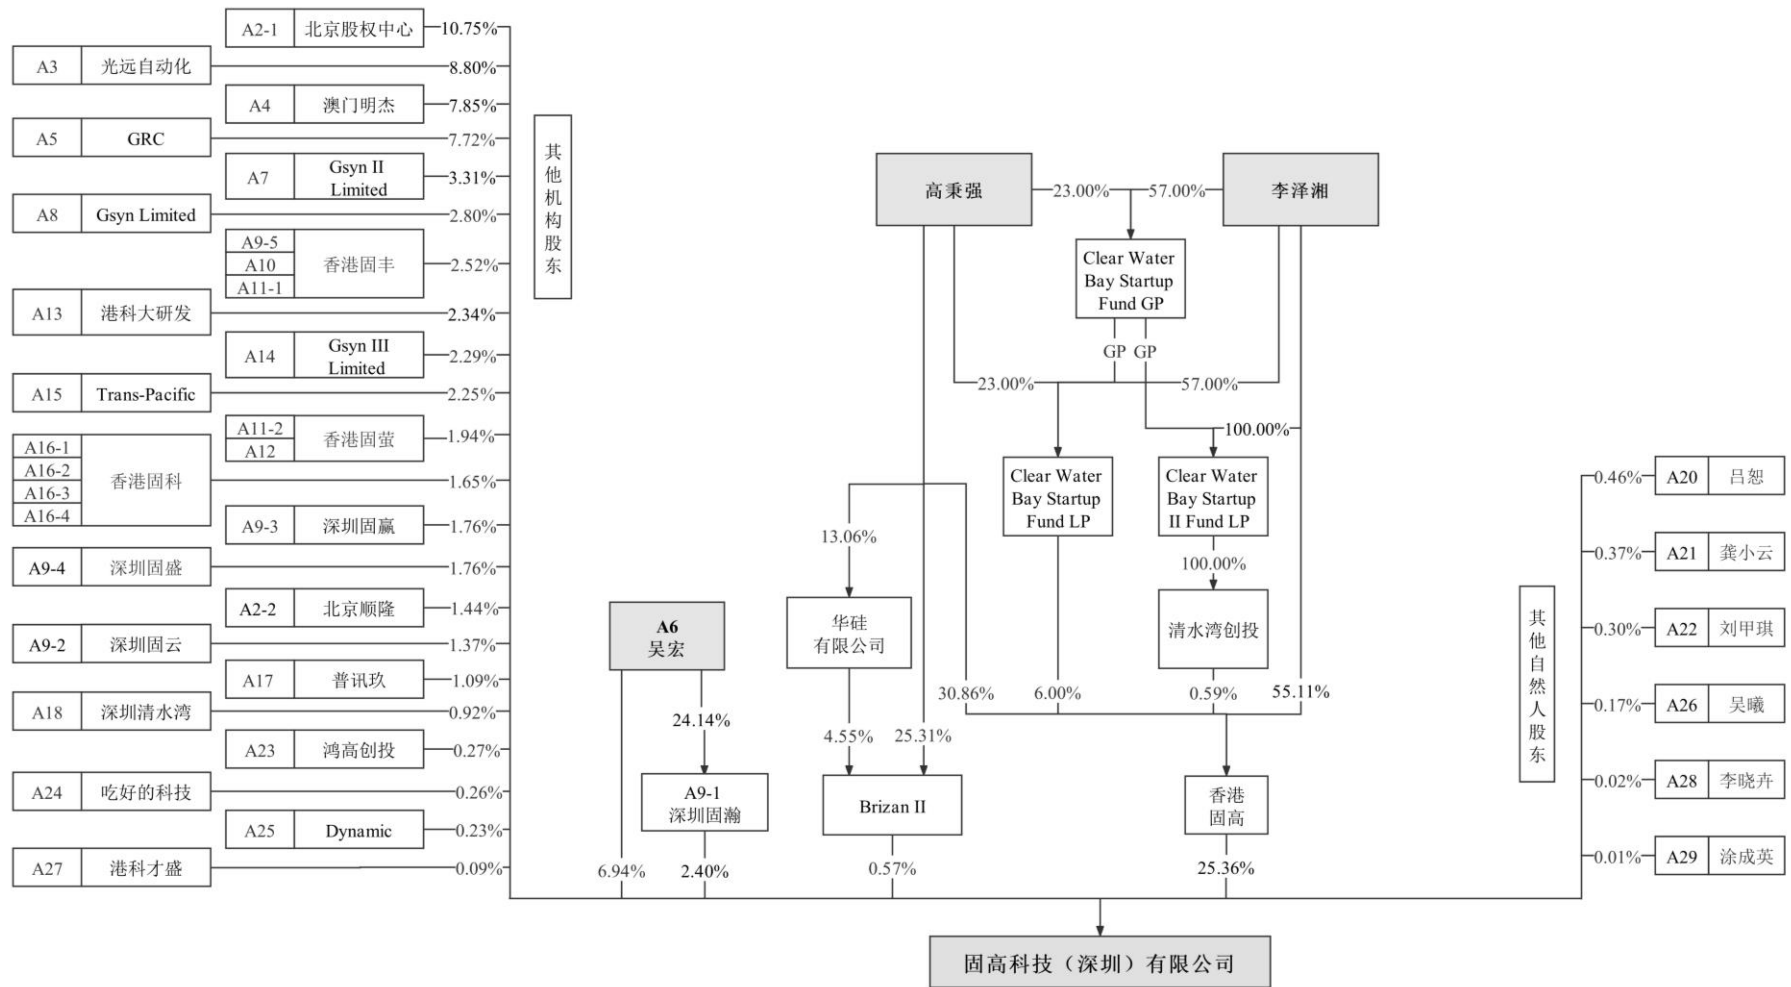 A2-1 北京股权中心 10.75%
A3 光远自动化 8.80%
A4 澳门明杰 7.85%
A5 GRC 7.72%
A7 Gsyn II
Limited 3.31%
A8 Gsyn Limited 2.80%
A9-5
A10 香港固丰 2.52%
A11-1
A13 港科大研发 2.34%
A14 Gsyn III
Limited 2.29%
A15 Trans-Pacific 2.25%
A11-2
A12 香港固萤 1.94%
A16-1
A16-2
A16-3
A16-4
香港固科 1.65%
A9-3 深圳固赢 1.76%
A9-4 深圳固盛 1.76%
A2-2 北京顺隆 1.44%
A9-2 深圳固云 1.37%
A17 普讯玖 1.09%
A18 深圳清水湾 0.92%
A23 鸿高创投 0.27%
A24 吃好的科技 0.26%
A25 Dynamic 0.23%
A27 港科才盛 0.09%
其他机构股东
高秉强 23.00% 57.00% 李泽湘
Clear Water
Bay Startup
Fund GP
GP GP
23.00% 57.00%
100.00%
Clear Water
Bay Startup
Fund LP
Clear Water
Bay Startup
II Fund LP
13.06%
100.00%
华硅
有限公司
清水湾创投
A6
吴宏
30.86% 6.00% 0.59% 55.11%
24.14%
4.55% 25.31%
A9-1
深圳固瀚
Brizan II
香港
固高
6.94% 2.40% 0.57% 25.36%
其他自然人股东
0.46% A20 吕恕
0.37% A21 龚小云
0.30% A22 刘甲琪
0.17% A26 吴曦
0.02% A28 李晓卉
0.01% A29 涂成英
固高科技（深圳）有限公司